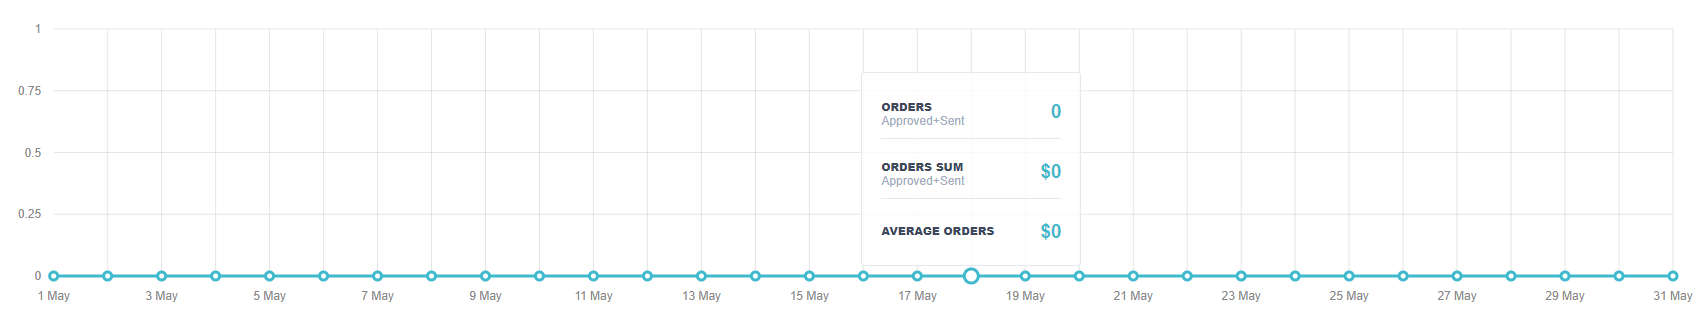 1
0.75
0.5
0.25
0
ORDERS 0
Approved+Sent
ORDERS SUM $0
Approved+Sent
AVERAGE ORDERS $0
1 May 3 May 5 May 7 May 9 May 11 May 13 May 15 May 17 May 19 May 21 May 23 May 25 May 27 May 29 May 31 May